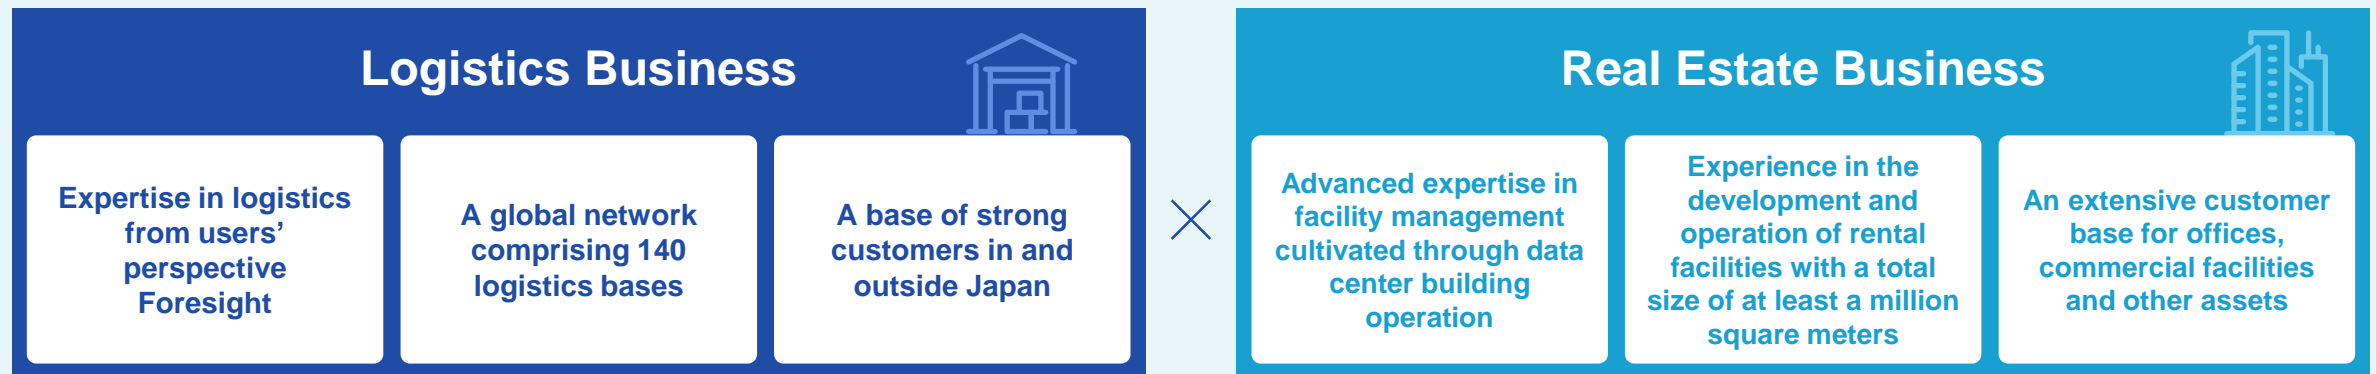 Logistics Business
Expertise in logistics
from users’
perspective
Foresight
A global network
comprising 140
logistics bases
A base of strong
customers in and
outside Japan
Real Estate Business
Advanced expertise in
facility management
cultivated through data
center building
operation
Experience in the
development and
operation of rental
facilities with a total
size of at least a million
square meters
An extensive customer
base for offices,
commercial facilities
and other assets